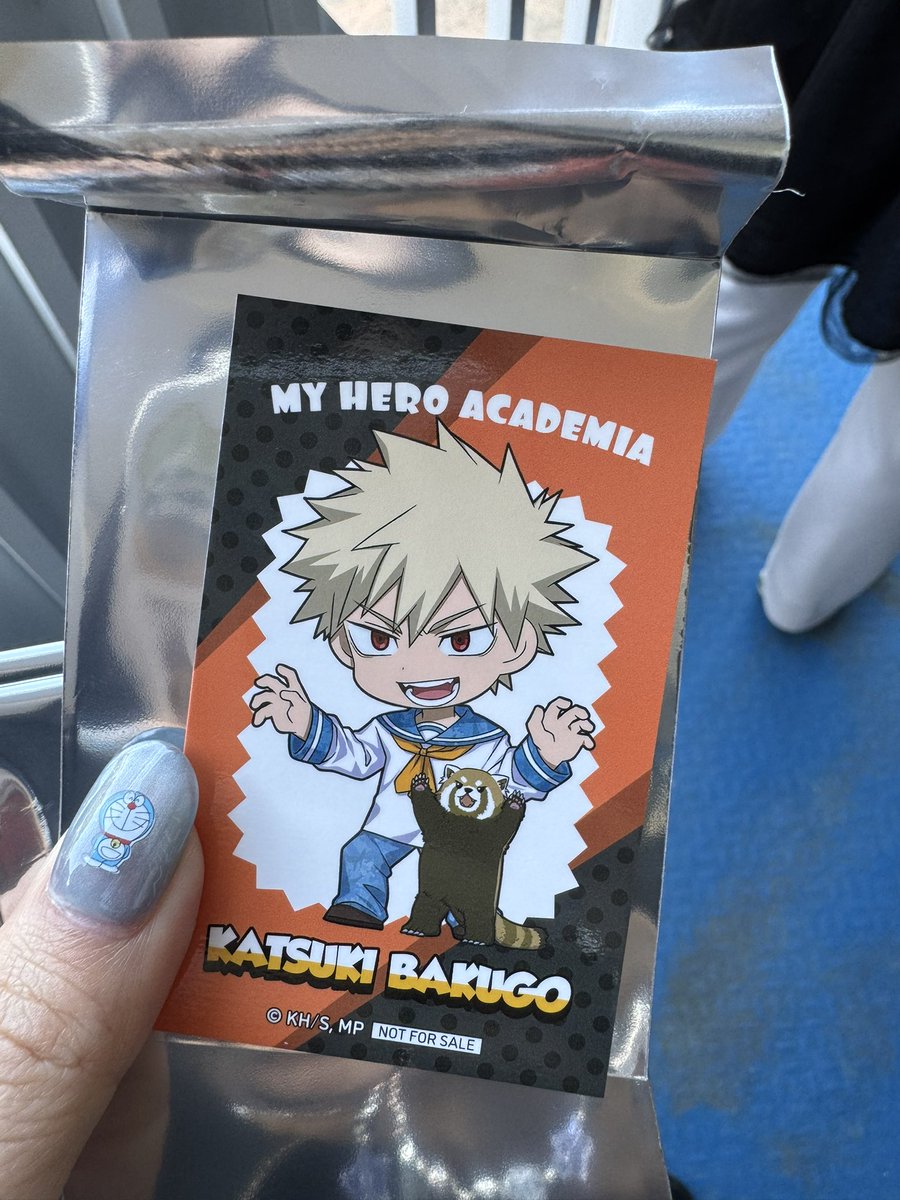 MY HERO ACADEMIA
KATSUKI BAKUGO
© KH/S, MP NOT FOR SALE